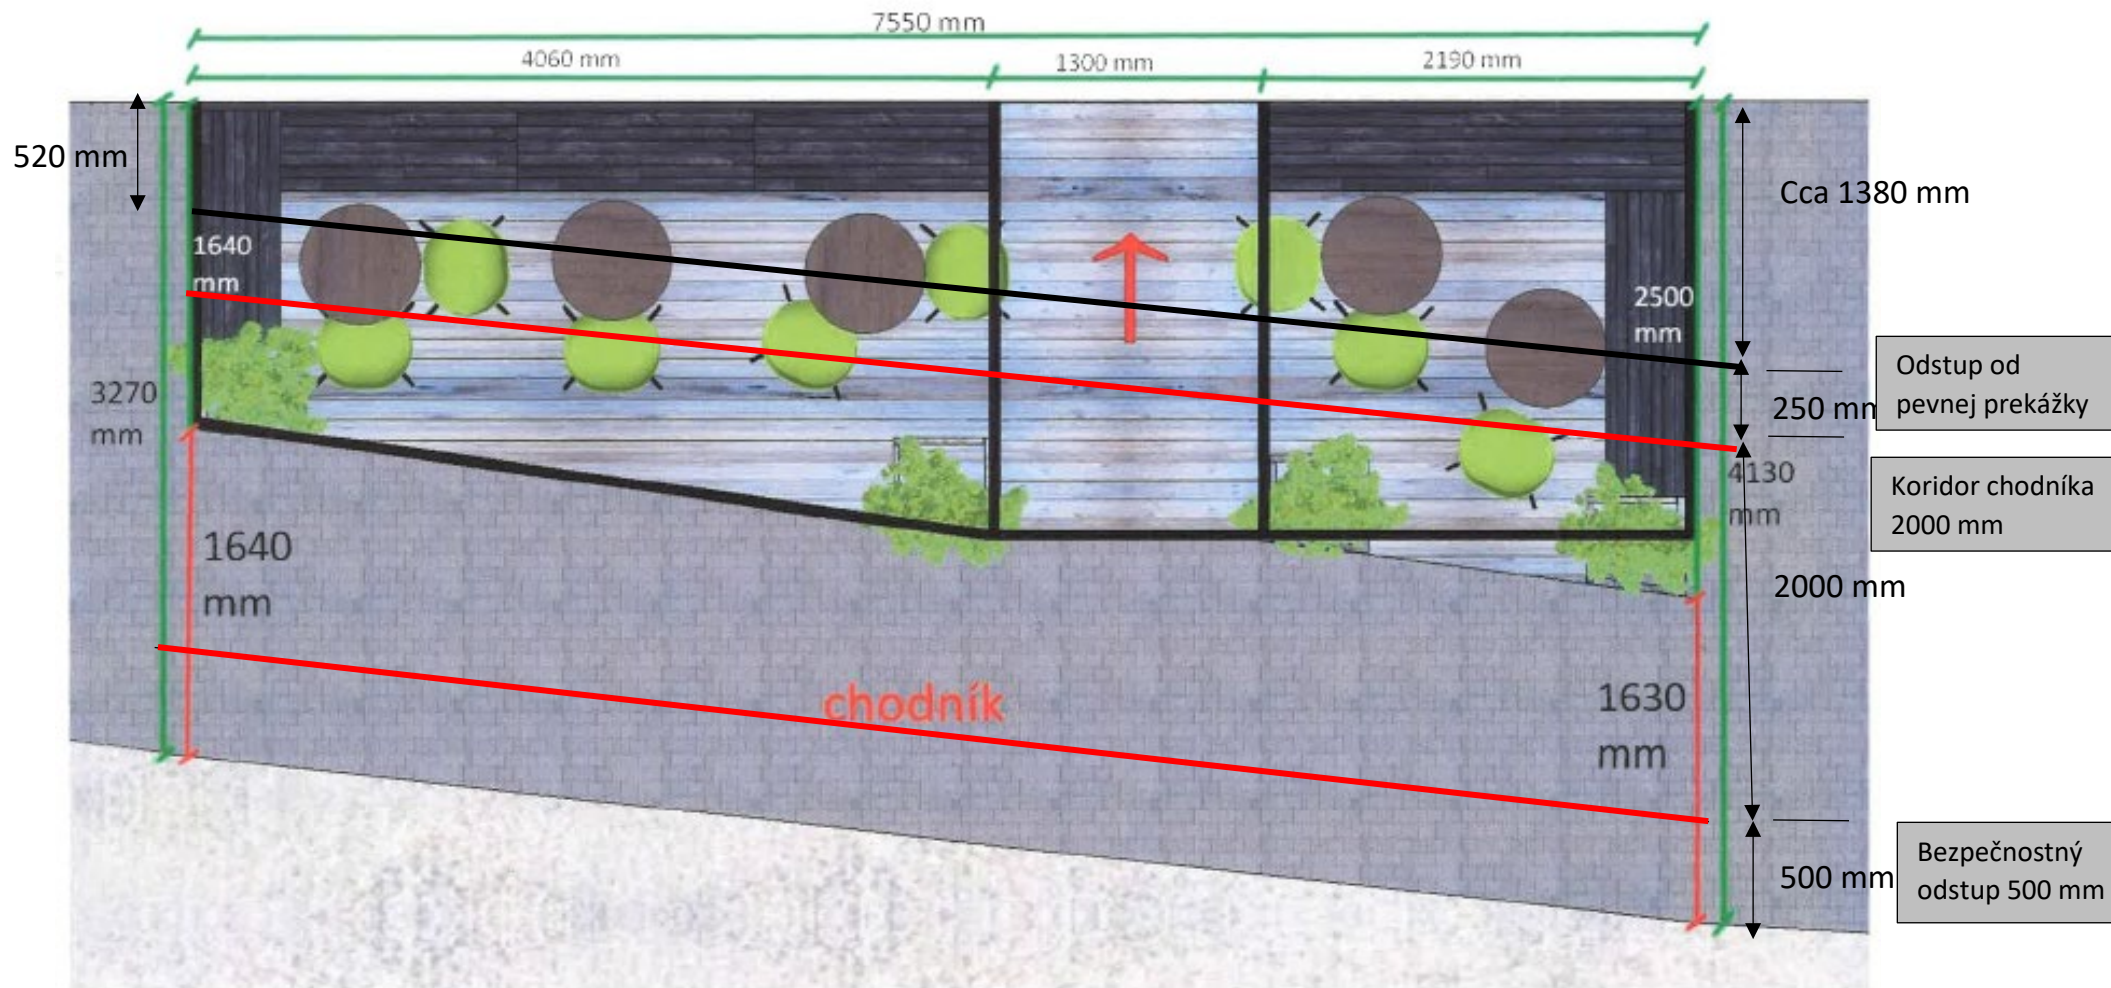 7550 mm
4060 mm
1300 mm
2190 mm
520 mm
Cca 1380 mm
1640
mm
2500
mm
Odstup od
pevnej prekážky
3270
mm
250 mm
4130
mm
Koridor chodníka
2000 mm
1640
mm
2000 mm
chodník
1630
mm
500 mm
Bezpečnostný
odstup 500 mm